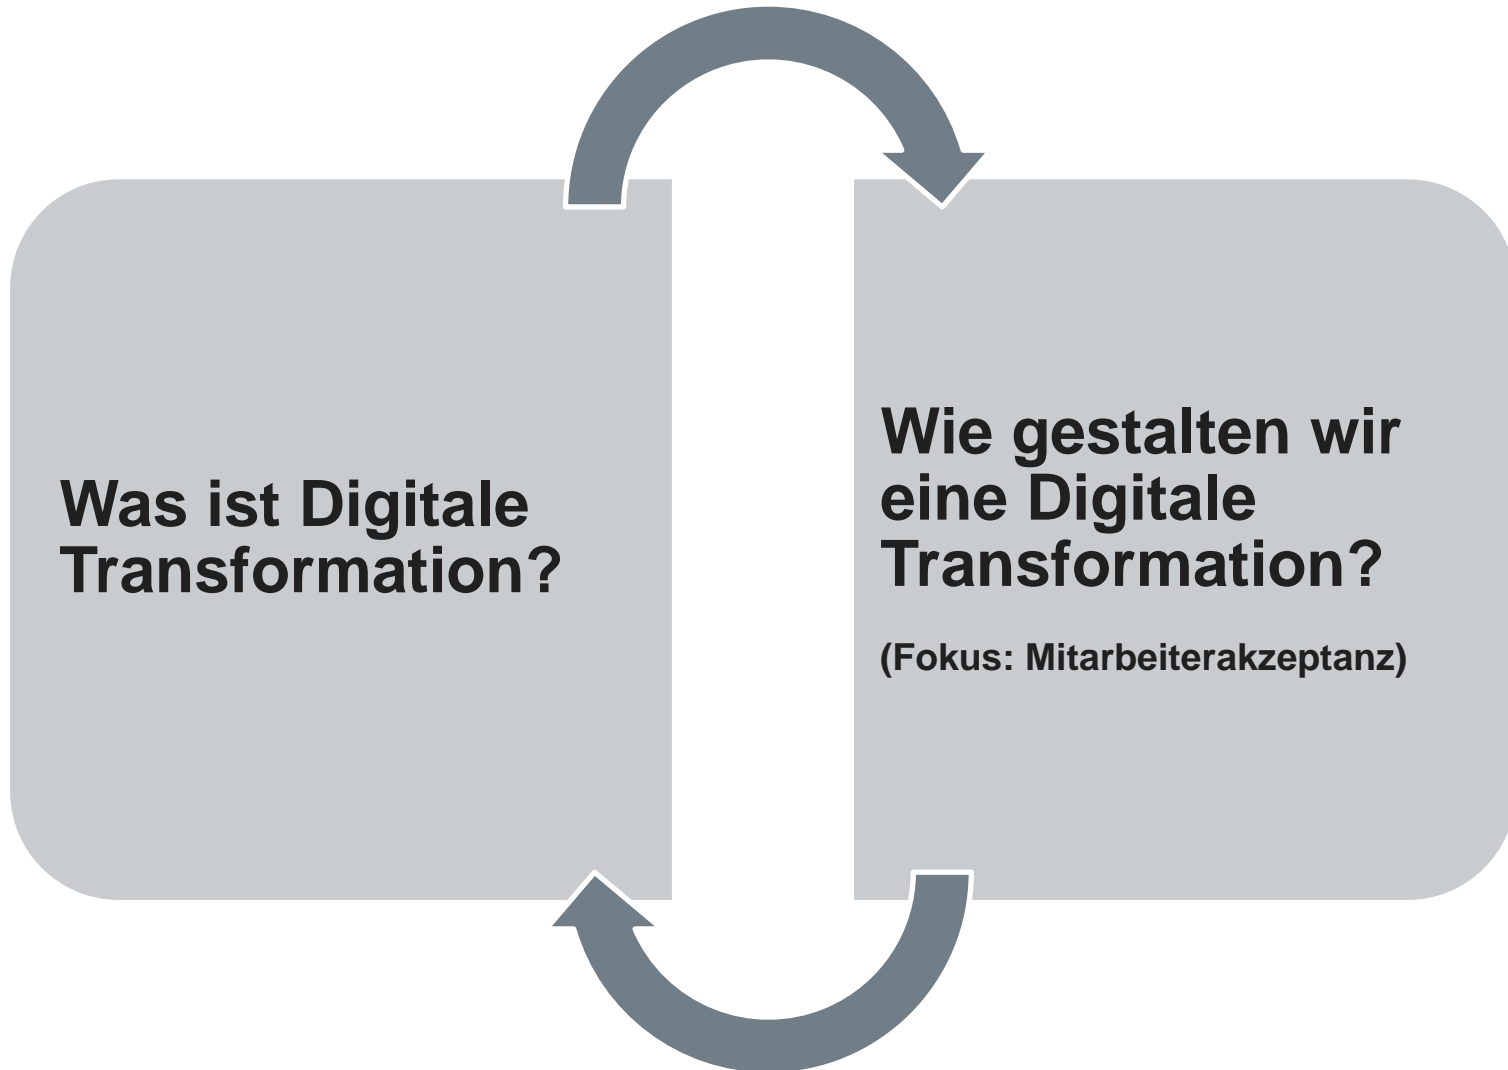 Was ist Digitale
Transformation?
Wie gestalten wir
eine Digitale
Transformation?
(Fokus: Mitarbeiterakzeptanz)